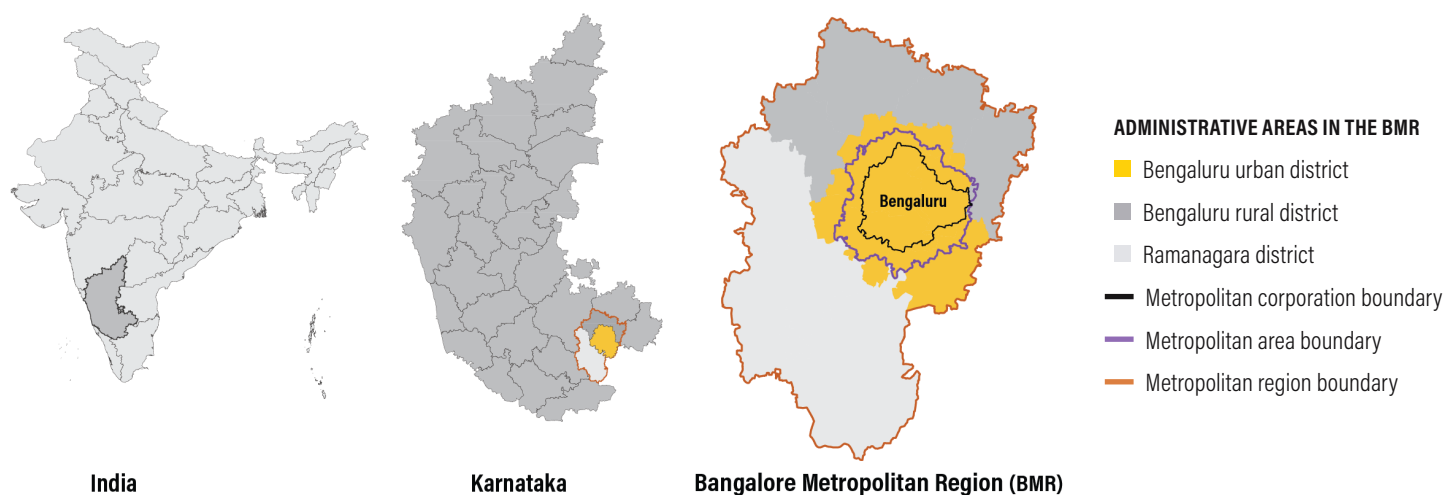 ADMINISTRATIVE AREAS IN THE BMR
Bengaluru urban district
Bengaluru rural district
Ramanagara district
Metropolitan corporation boundary
Metropolitan area boundary
Metropolitan region boundary
Bengaluru
India
Karnataka
Bangalore Metropolitan Region (BMR)